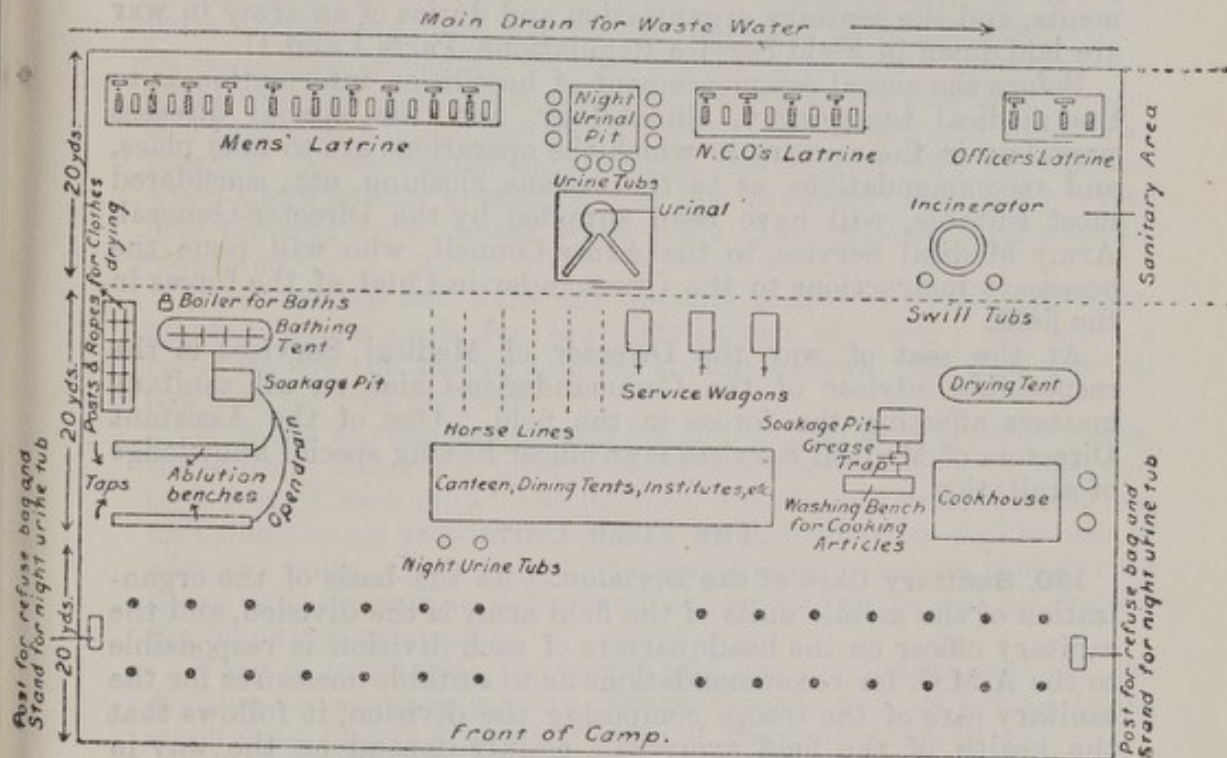 Main Drain for Waste Water
Mens' Latrine
Night
Urinal
Pit
Urine Tubs
N.C.O's Latrine
Officers Latrine
Urinal
Incinerator
Swill Tubs
Sanitary Area
20 yds.
Posts & Ropes for Clothes
drying
Boiler for Baths
Bathing
Tent
Soakage Pit
Open drain
Ablution
benches
Taps
20 yds.
Horse Lines
Service Wagons
Drying Tent
Soakage Pit
Grease
Trap
Washing Bench
for Cooking
Articles
Cookhouse
Canteen, Dining Tents, Institutes, etc.
Night Urine Tubs
20 yds.
Post for refuse bag and
Stand for night urine tub
Post for refuse bag and
Stand for night urine tub
Front of Camp.